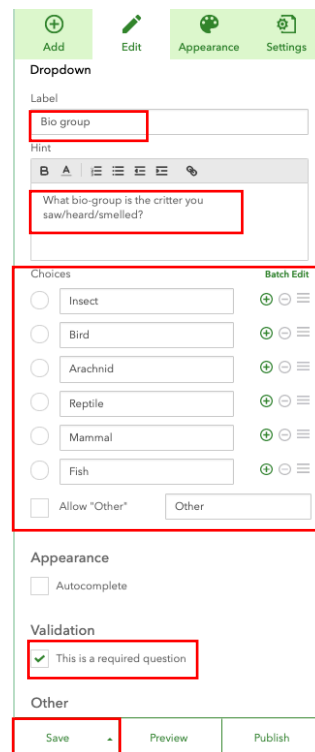 Add Edit Appearance Settings
Dropdown
Label
Bio group
Hint
B A
What bio-group is the critter you
saw/heard/smelled?
Choices Batch Edit
Insect
Bird
Arachnid
Reptile
Mammal
Fish
Allow "Other" Other
Appearance
Autocomplete
Validation
This is a required question
Other
Save Preview Publish